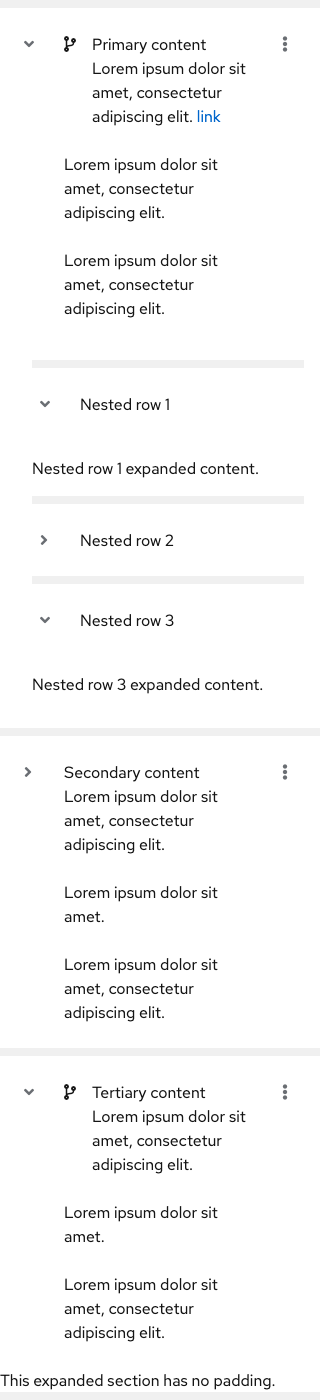 Primary content
Lorem ipsum dolor sit
amet, consectetur
adipiscing elit. link
Lorem ipsum dolor sit
amet, consectetur
adipiscing elit.
Lorem ipsum dolor sit
amet, consectetur
adipiscing elit.
Nested row 1
Nested row 1 expanded content.
Nested row 2
Nested row 3
Nested row 3 expanded content.
Secondary content
Lorem ipsum dolor sit
amet, consectetur
adipiscing elit.
Lorem ipsum dolor sit
amet.
Lorem ipsum dolor sit
amet, consectetur
adipiscing elit.
Tertiary content
Lorem ipsum dolor sit
amet, consectetur
adipiscing elit.
Lorem ipsum dolor sit
amet.
Lorem ipsum dolor sit
amet, consectetur
adipiscing elit.
This expanded section has no padding.